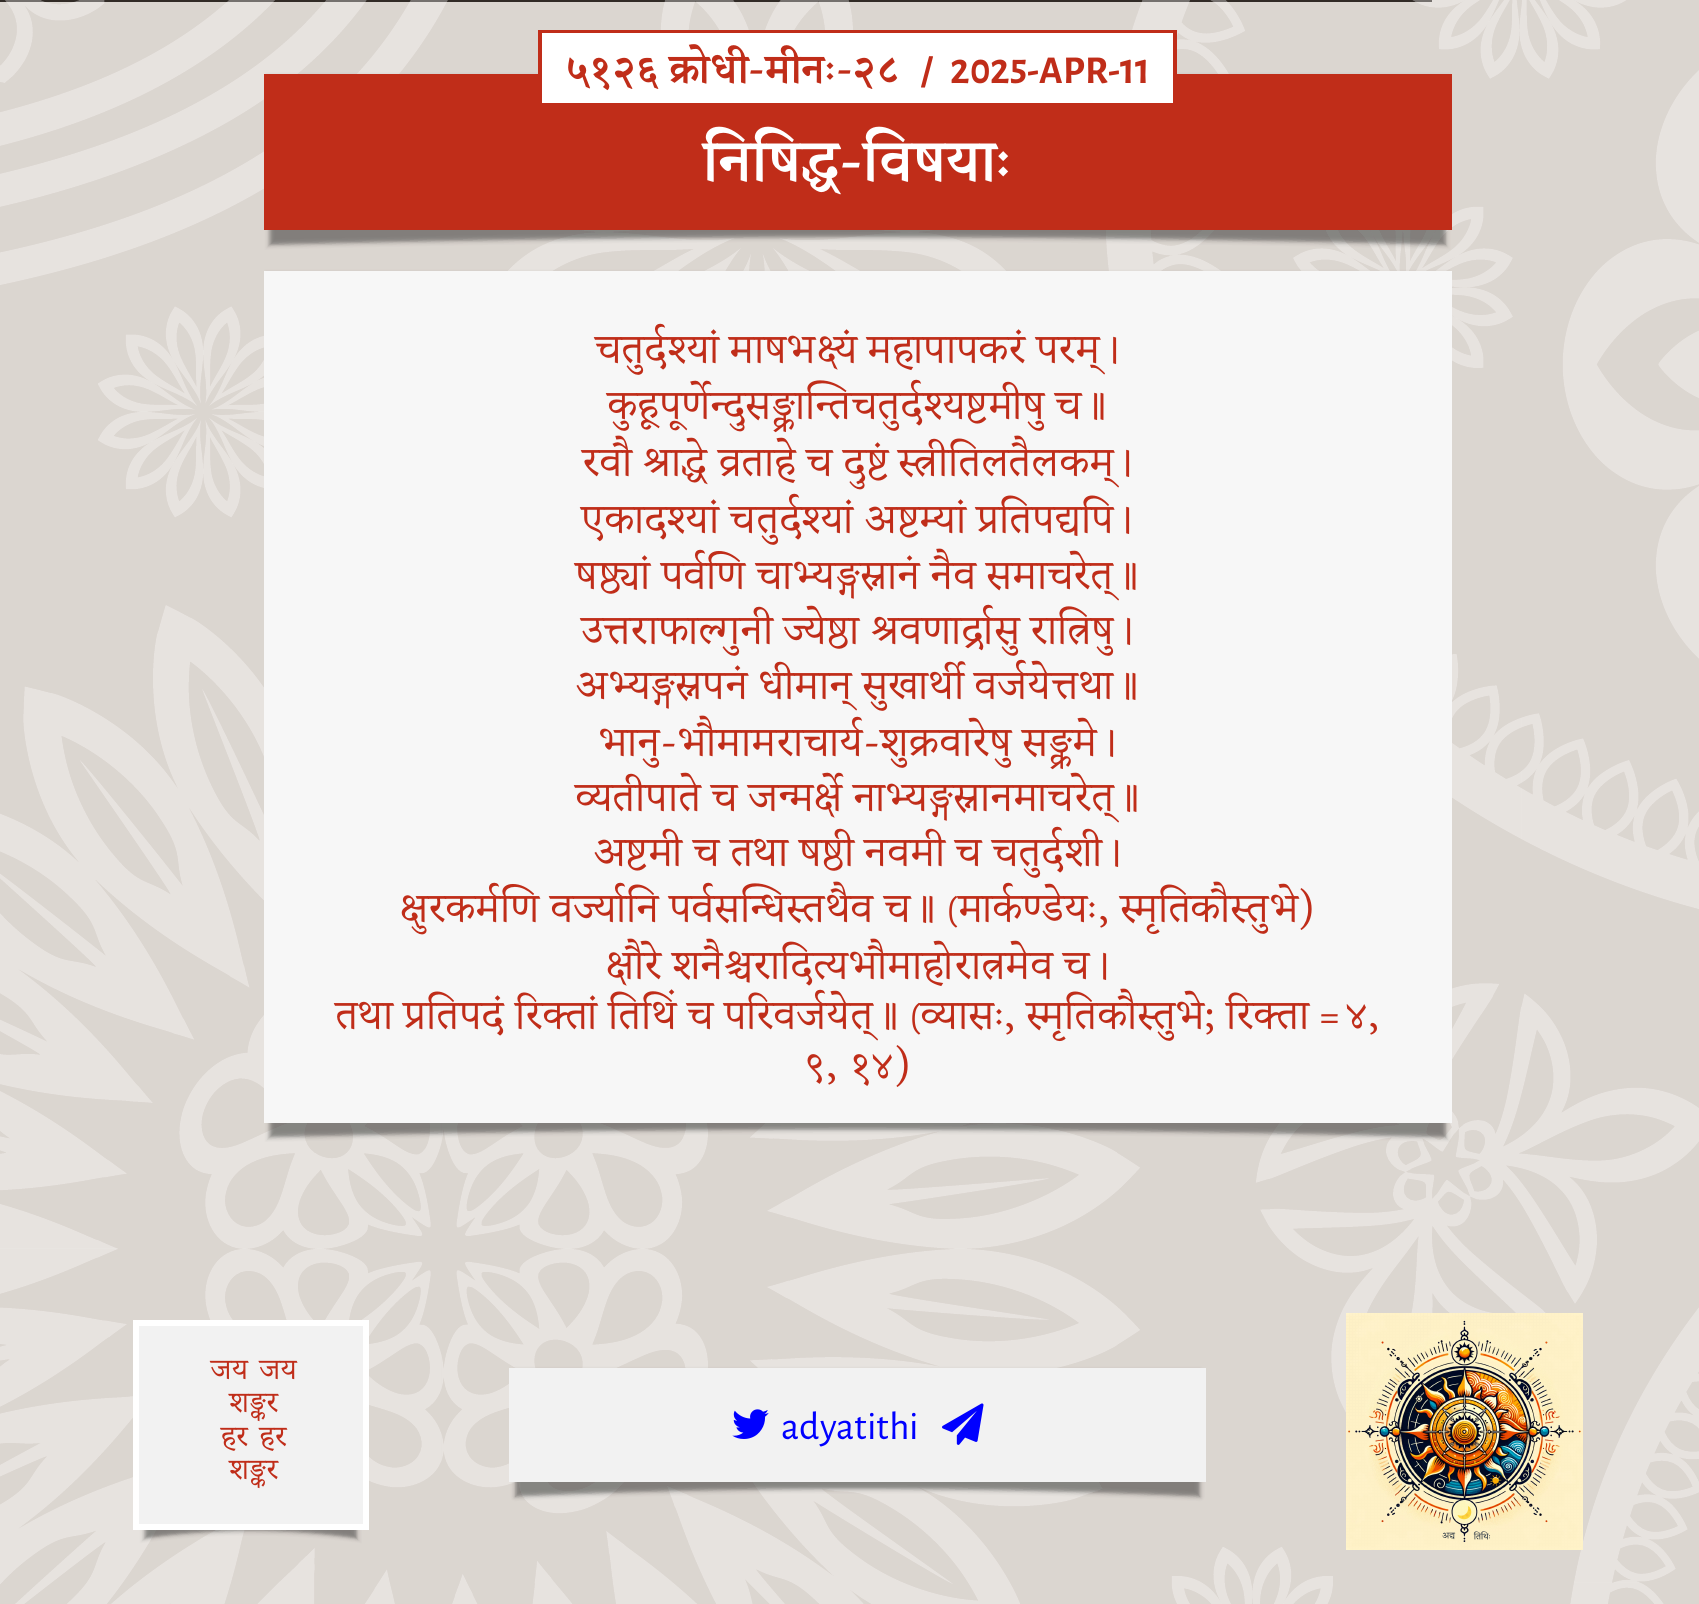 ५१२६ क्रोधी-मीनः-२८ / 2025-APR-11
निषिद्ध-विषयाः
चतुर्दश्यां माषभक्ष्यं महापापकरं परम्।
कुहूपूर्णेन्दुसङ्क्रान्तिचतुर्दश्यष्टमीषु च॥
रवौ श्राद्धे व्रताहे च दुष्टं स्त्रीतिलतैलकम्।
एकादश्यां चतुर्दश्यां अष्टम्यां प्रतिपद्यपि।
षष्ठ्यां पर्वणि चाभ्यङ्गस्नानं नैव समाचरेत्॥
उत्तराफाल्गुनी ज्येष्ठा श्रवणार्द्रासु रात्रिषु।
अभ्यङ्गस्नपनं धीमान् सुखार्थी वर्जयेत्तथा॥
भानु-भौमामराचार्य-शुक्रवारेषु सङ्क्रमे।
व्यतीपाते च जन्मर्क्षे नाभ्यङ्गस्नानमाचरेत्॥
अष्टमी च तथा षष्ठी नवमी च चतुर्दशी।
क्षुरकर्मणि वर्ज्यानि पर्वसन्धिस्तथैव च॥ (मार्कण्डेयः, स्मृतिकौस्तुभे)
क्षौरे शनैश्चरादित्यभौमाहोरात्रमेव च।
तथा प्रतिपदं रिक्तां तिथिं च परिवर्जयेत्॥ (व्यासः, स्मृतिकौस्तुभे; रिक्ता = ४,
९, १४)
जय जय
शङ्कर
हर हर
शङ्कर
adyatithi
अद्य तिथिः